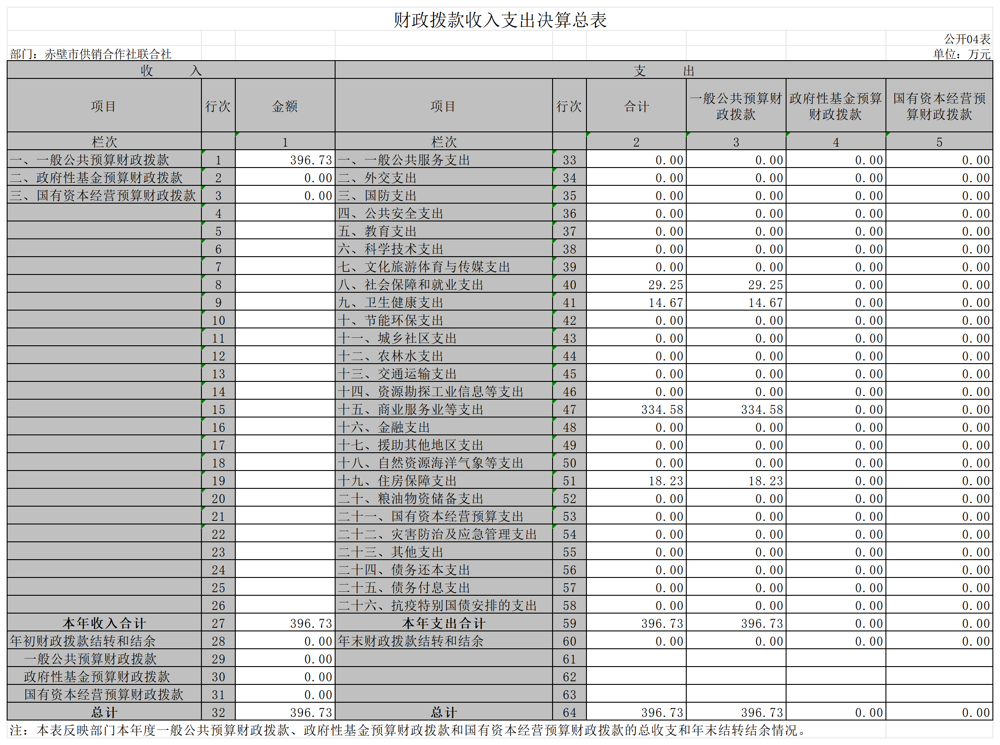 财政拨款收入支出决算总表
公开04表
部门：赤壁市供销合作社联合社 单位：万元
收 入 支 出
项目 行次 金额 项目 行次 合计 一般公共预算财政拨款 政府性基金预算财政拨款 国有资本经营预算财政拨款
栏次 1 栏次 2 3 4 5
一、一般公共预算财政拨款 1 396.73 一、一般公共服务支出 33 0.00 0.00 0.00 0.00
二、政府性基金预算财政拨款 2 0.00 二、外交支出 34 0.00 0.00 0.00 0.00
三、国有资本经营预算财政拨款 3 0.00 三、国防支出 35 0.00 0.00 0.00 0.00
4 四、公共安全支出 36 0.00 0.00 0.00 0.00
5 五、教育支出 37 0.00 0.00 0.00 0.00
6 六、科学技术支出 38 0.00 0.00 0.00 0.00
7 七、文化旅游体育与传媒支出 39 0.00 0.00 0.00 0.00
8 八、社会保障和就业支出 40 29.25 29.25 0.00 0.00
9 九、卫生健康支出 41 14.67 14.67 0.00 0.00
10 十、节能环保支出 42 0.00 0.00 0.00 0.00
11 十一、城乡社区支出 43 0.00 0.00 0.00 0.00
12 十二、农林水支出 44 0.00 0.00 0.00 0.00
13 十三、交通运输支出 45 0.00 0.00 0.00 0.00
14 十四、资源勘探工业信息等支出 46 0.00 0.00 0.00 0.00
15 十五、商业服务业等支出 47 334.58 334.58 0.00 0.00
16 十六、金融支出 48 0.00 0.00 0.00 0.00
17 十七、援助其他地区支出 49 0.00 0.00 0.00 0.00
18 十八、自然资源海洋气象等支出 50 0.00 0.00 0.00 0.00
19 十九、住房保障支出 51 18.23 18.23 0.00 0.00
20 二十、粮油物资储备支出 52 0.00 0.00 0.00 0.00
21 二十一、国有资本经营预算支出 53 0.00 0.00 0.00 0.00
22 二十二、灾害防治及应急管理支出 54 0.00 0.00 0.00 0.00
23 二十三、其他支出 55 0.00 0.00 0.00 0.00
24 二十四、债务还本支出 56 0.00 0.00 0.00 0.00
25 二十五、债务付息支出 57 0.00 0.00 0.00 0.00
26 二十六、抗疫特别国债安排的支出 58 0.00 0.00 0.00 0.00
本年收入合计 27 396.73 本年支出合计 59 396.73 396.73 0.00 0.00
年初财政拨款结转和结余 28 0.00 年末财政拨款结转和结余 60 0.00 0.00 0.00 0.00
一般公共预算财政拨款 29 0.00 61
政府性基金预算财政拨款 30 0.00 62
国有资本经营预算财政拨款 31 0.00 63
总计 32 396.73 总计 64 396.73 396.73 0.00 0.00
注：本表反映部门本年度一般公共预算财政拨款、政府性基金预算财政拨款和国有资本经营预算财政拨款的总收支和年末结转结余情况。